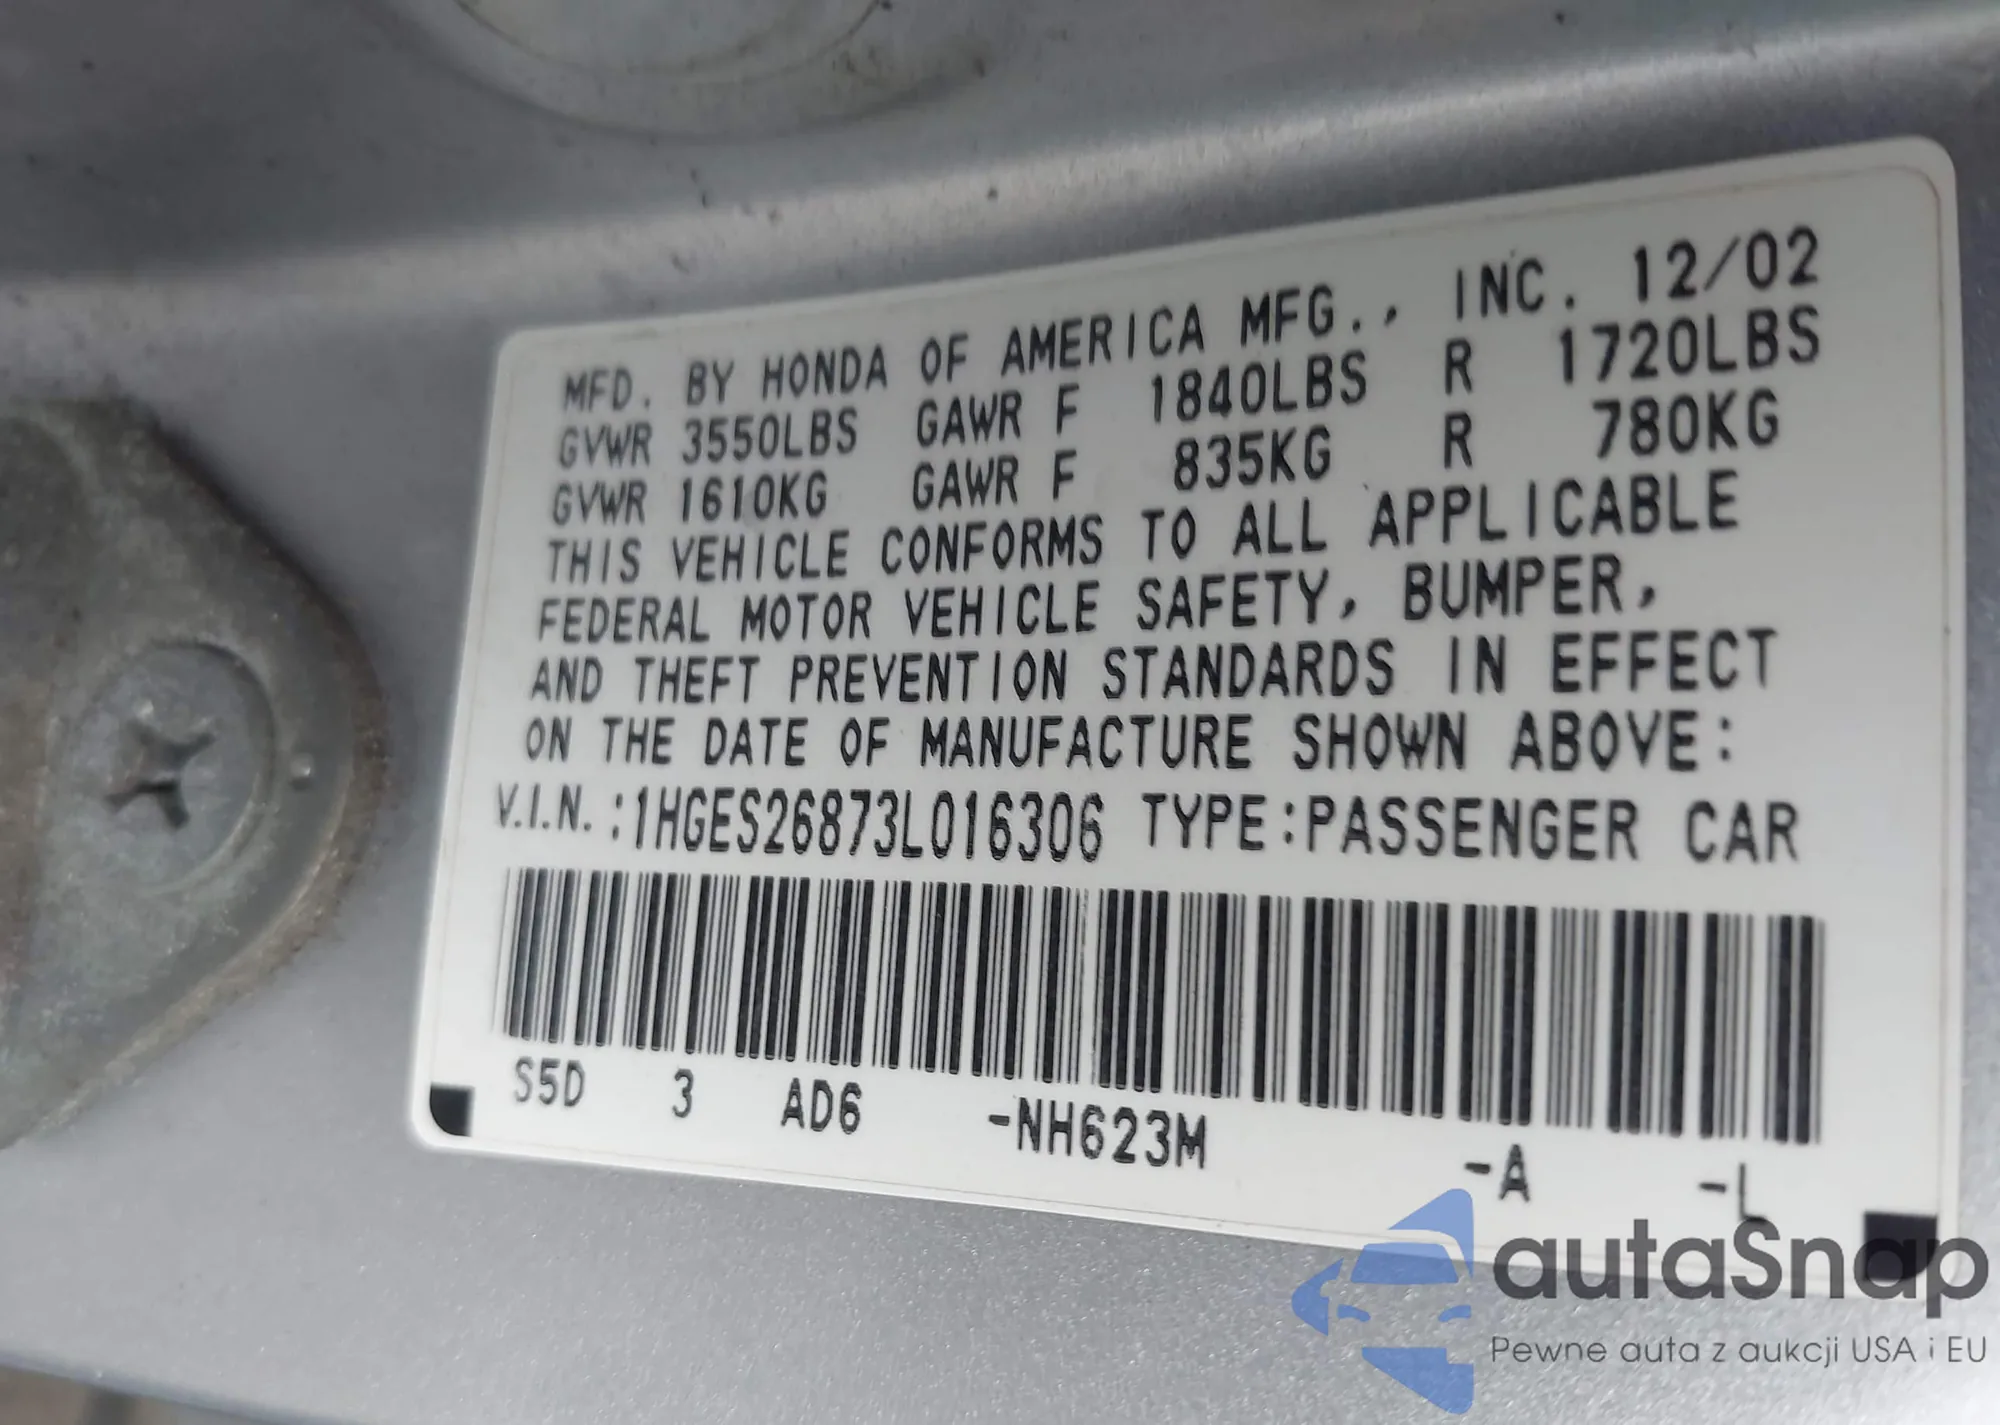 MFD. BY HONDA OF AMERICA MFG., INC. 12/02
GVWR 3550LBS GAWR F 1840LBS R 1720LBS
GVWR 1610KG GAWR F 835KG R 780KG
THIS VEHICLE CONFORMS TO ALL APPLICABLE
FEDERAL MOTOR VEHICLE SAFETY, BUMPER,
AND THEFT PREVENTION STANDARDS IN EFFECT
ON THE DATE OF MANUFACTURE SHOWN ABOVE:
V.I.N.:1HGES26873L016306 TYPE:PASSENGER CAR
S5D 3 AD6 -NH623M -A -L
autaSnap
Pewne auta z aukcji USA i EU